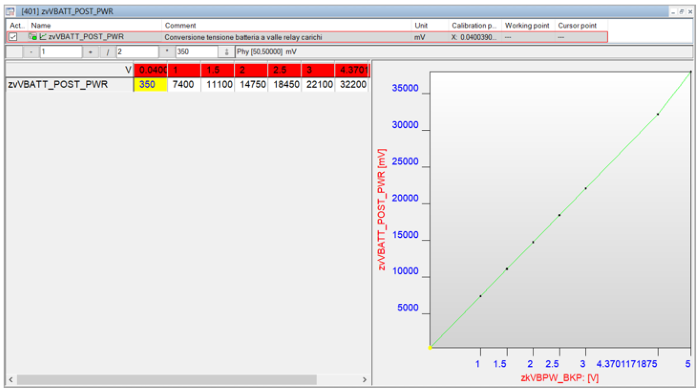 [401] zvVBATT_POST_PWR
Act.. Name Comment Unit Calibration p... Working point Cursor point
zvVBATT_POST_PWR Conversione tensione batteria a valle relay carichi mV X: 0.0400390... --- ---
- 1 + / 2 * 350 Phy [50,50000] mV
V 0.0400 1 1.5 2 2.5 3 4.3701
zvVBATT_POST_PWR 350 7400 11100 14750 18450 22100 32200
zvVBATT_POST_PWR [mV]
35000
30000
25000
20000
15000
10000
5000
1 1.5 2 2.5 3 4.3701171875 5
zkVBPW_BKP: [V]